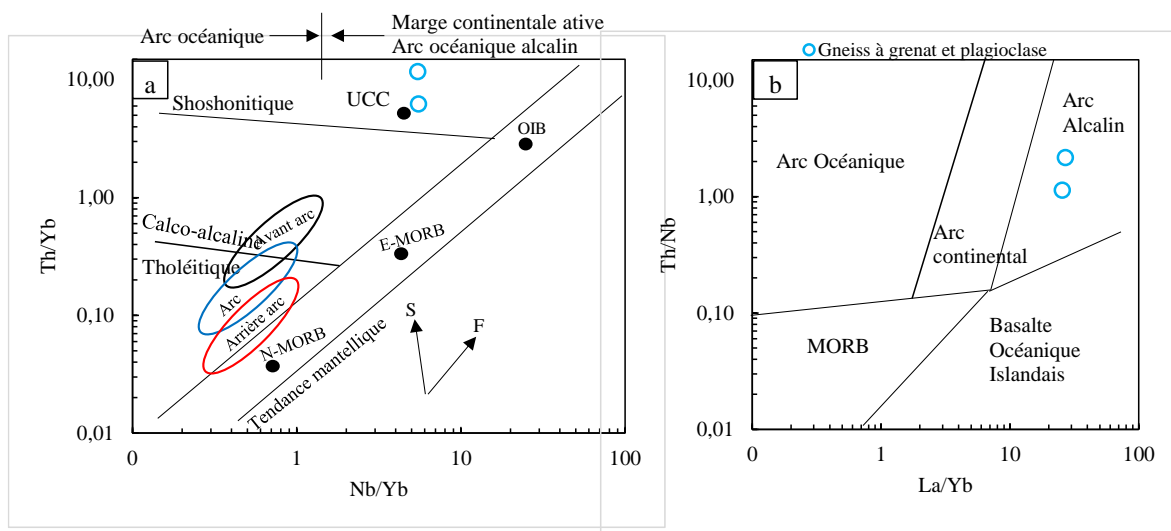 Arc océanique
Marge continentale ative
Arc océanique alcalin
a
10,00
1,00
0,10
0,01
Th/Yb
Shoshonitique
UCC
OIB
Calco-alcaline
Avant arc
Tholéitique
E-MORB
Arc
Arrière arc
N-MORB
S
F
Tendance mantellique
0
1
10
100
Nb/Yb
Gneiss à grenat et plagioclase
b
10,00
1,00
0,10
0,01
Th/Nb
Arc
Alcalin
Arc Océanique
Arc
continental
MORB
Basalte
Océanique
Islandais
0
1
10
100
La/Yb